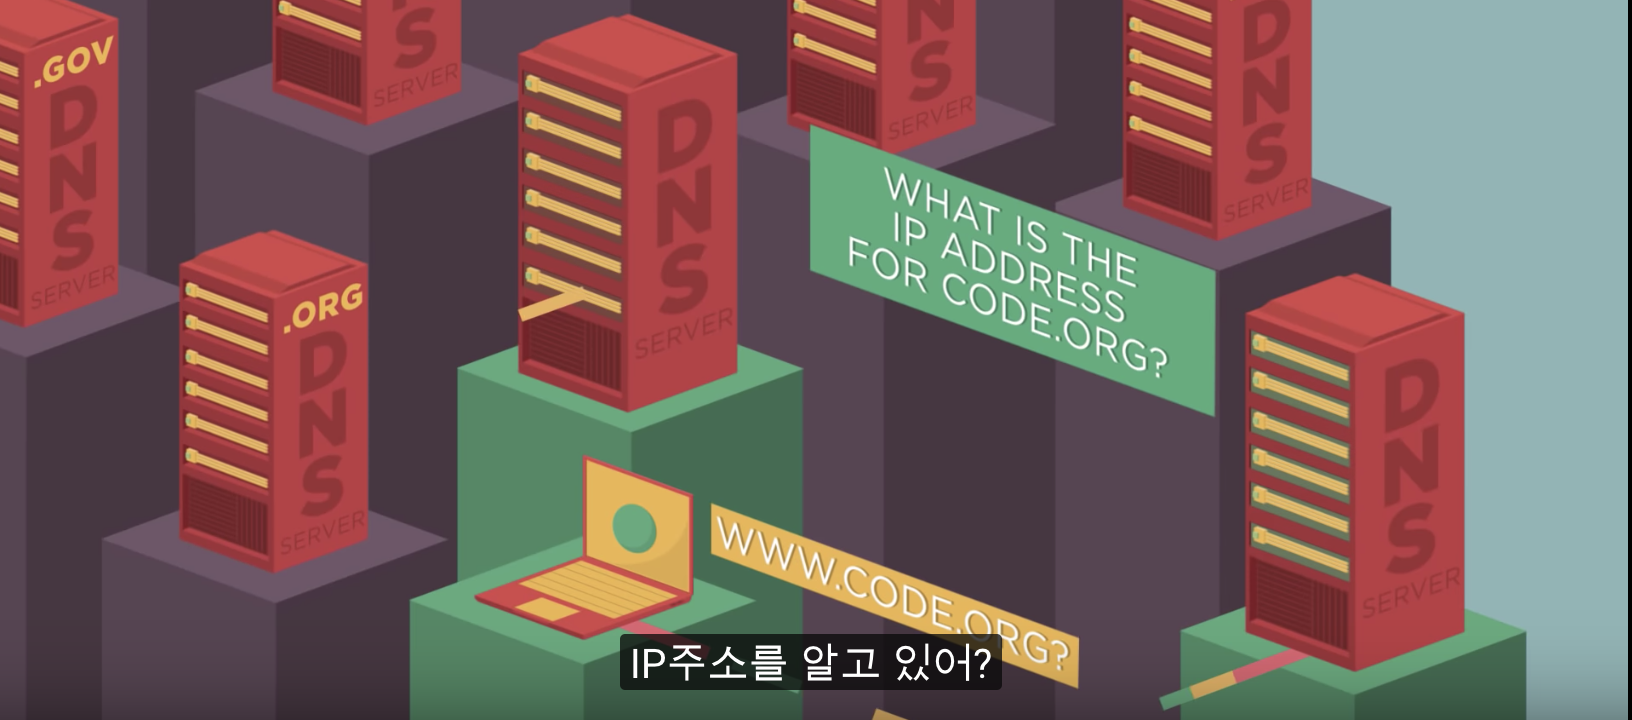 .GOV
DNS
SERVER
S
SERVER
DNS
SERVER
NS
SERVER
DNS
SERVER
.ORG
DNS
SERVER
WHAT IS THE
IP ADDRESS
FOR CODE.ORG?
DNS
SERVER
WWW.CODE.ORG?
IP주소를 알고 있어?